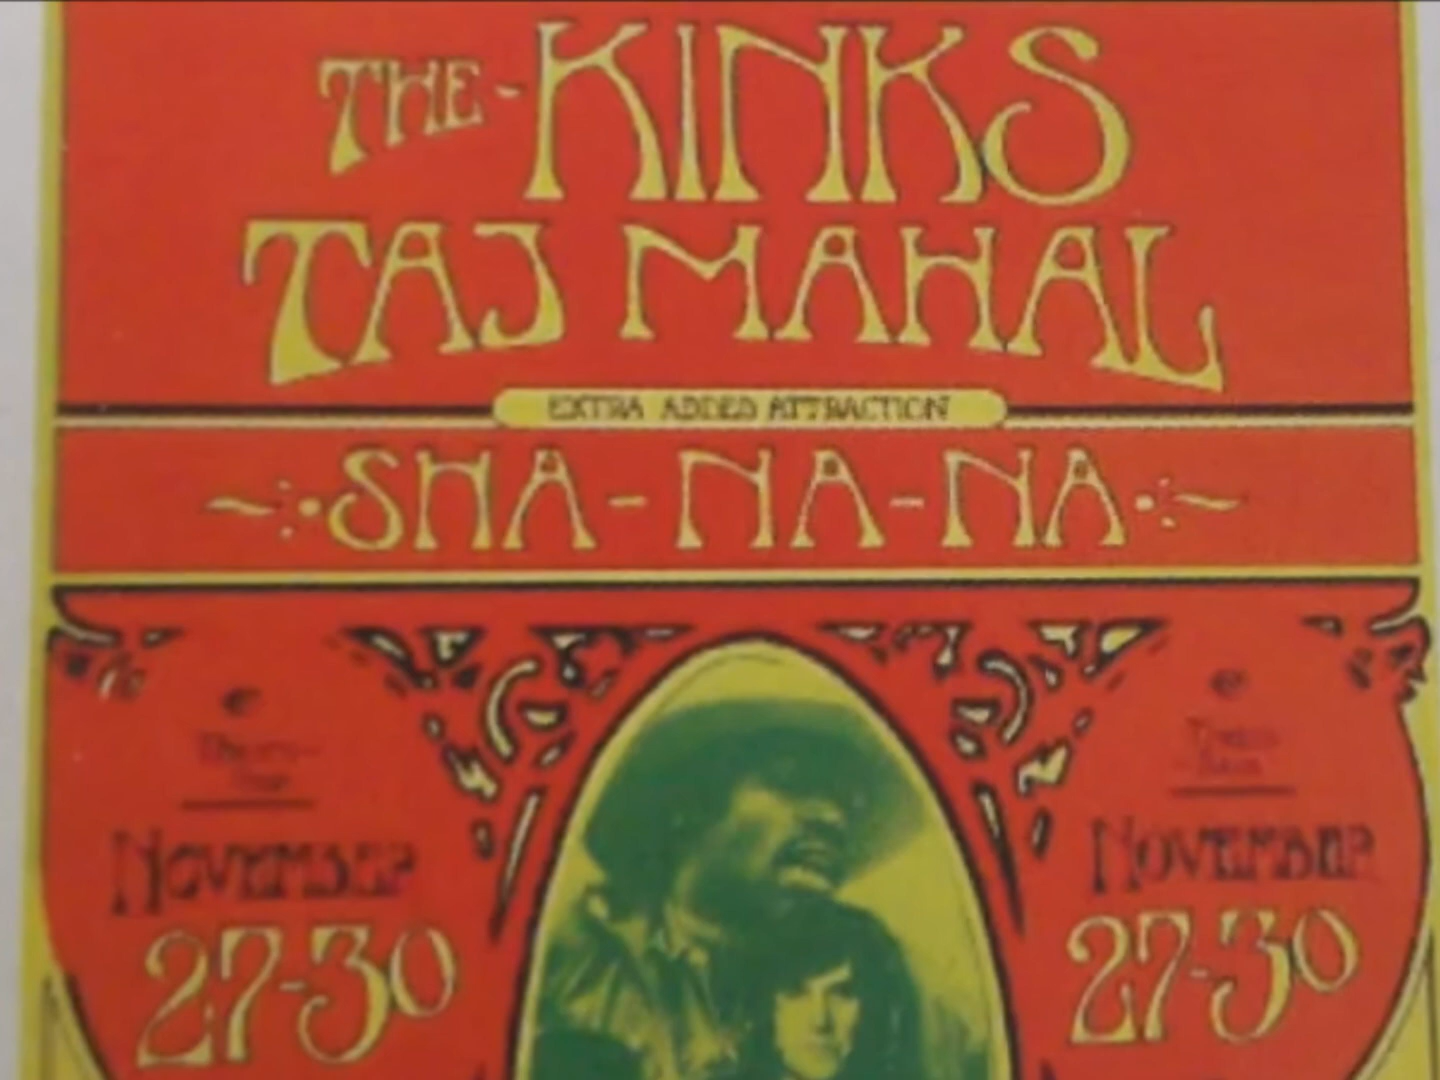 THE-KINKS
TAJ MAHAL
EXTRA ADDED ATTRACTION
SHA-NA-NA
NOVEMBER
27-30
NOVEMBER
27-30